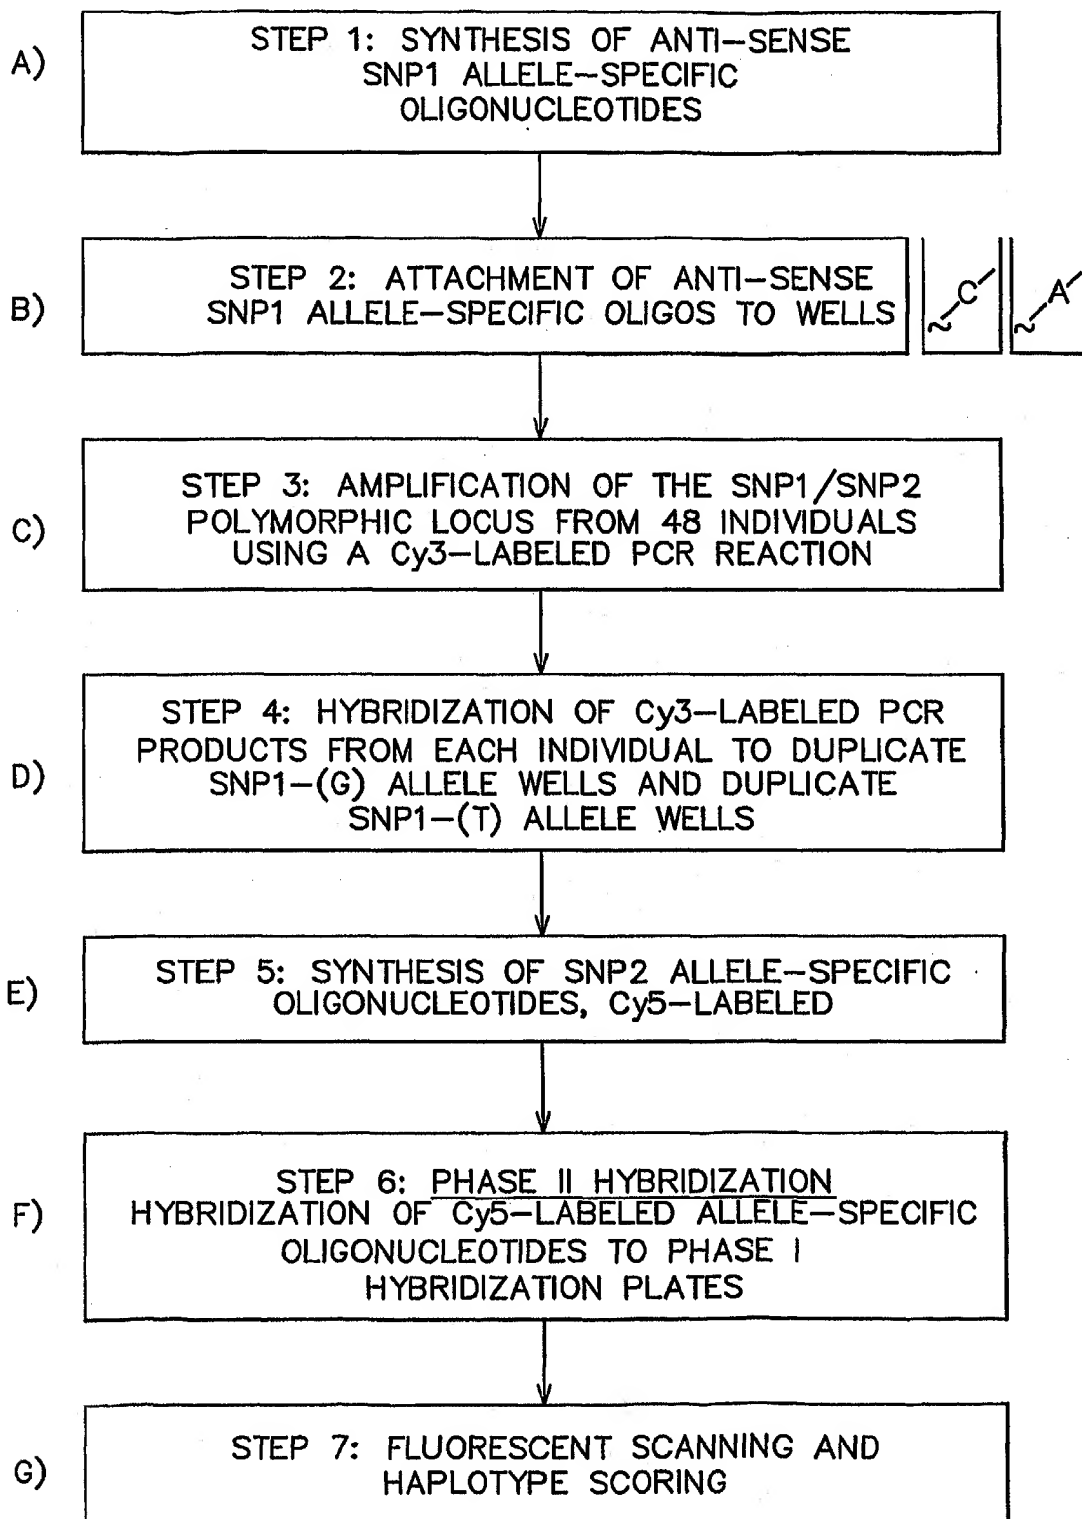 A)
STEP 1: SYNTHESIS OF ANTI-SENSE
SNP1 ALLELE-SPECIFIC
OLIGONUCLEOTIDES
B)
STEP 2: ATTACHMENT OF ANTI-SENSE
SNP1 ALLELE-SPECIFIC OLIGOS TO WELLS
C
A
C)
STEP 3: AMPLIFICATION OF THE SNP1/SNP2
POLYMORPHIC LOCUS FROM 48 INDIVIDUALS
USING A Cy3-LABELED PCR REACTION
D)
STEP 4: HYBRIDIZATION OF Cy3-LABELED PCR
PRODUCTS FROM EACH INDIVIDUAL TO DUPLICATE
SNP1-(G) ALLELE WELLS AND DUPLICATE
SNP1-(T) ALLELE WELLS
E)
STEP 5: SYNTHESIS OF SNP2 ALLELE-SPECIFIC
OLIGONUCLEOTIDES, Cy5-LABELED
F)
STEP 6: PHASE II HYBRIDIZATION
HYBRIDIZATION OF Cy5-LABELED ALLELE-SPECIFIC
OLIGONUCLEOTIDES TO PHASE I
HYBRIDIZATION PLATES
G)
STEP 7: FLUORESCENT SCANNING AND
HAPLOTYPE SCORING